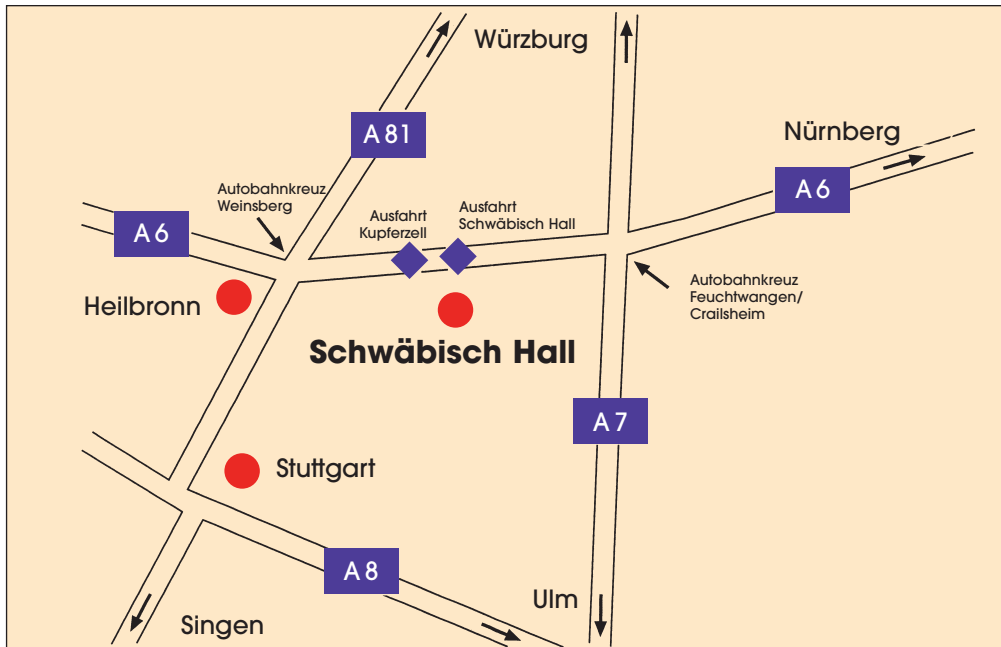 Würzburg
A 81
Nürnberg
A 6
Autobahnkreuz
Weinsberg
Ausfahrt
Kupferzell
Ausfahrt
Schwäbisch Hall
A 6
Autobahnkreuz
Feuchtwangen/
Crailsheim
Heilbronn
Schwäbisch Hall
A 7
Stuttgart
A 8
Ulm
Singen